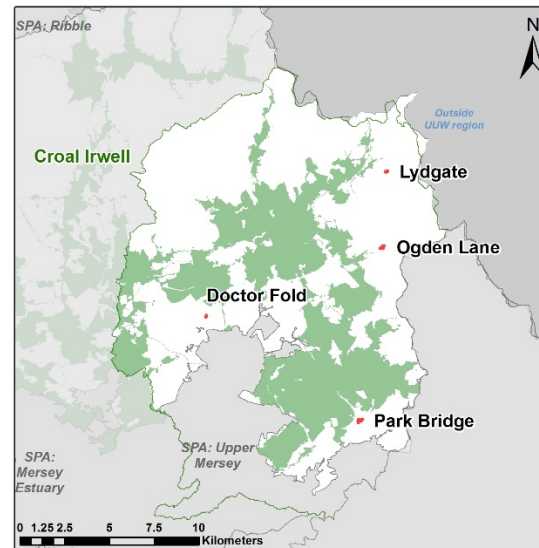 SPA: Ribble
N
Outside
UUW region
Croal Irwell
Lydgate
Ogden Lane
Doctor Fold
Park Bridge
SPA: Upper
Mersey
SPA:
Mersey
Estuary
0 1.25 2.5 5 7.5 10
Kilometers